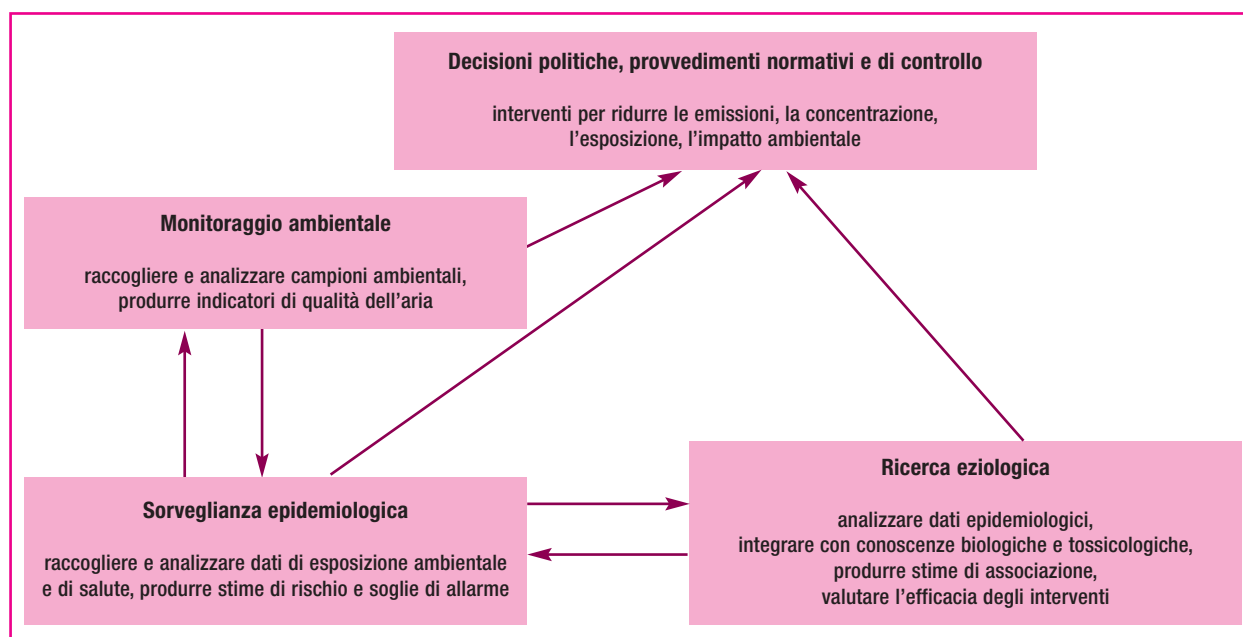 Decisioni politiche, provvedimenti normativi e di controllo
interventi per ridurre le emissioni, la concentrazione,
l’esposizione, l’impatto ambientale
Monitoraggio ambientale
raccogliere e analizzare campioni ambientali,
produrre indicatori di qualità dell’aria
Sorveglianza epidemiologica
raccogliere e analizzare dati di esposizione ambientale
e di salute, produrre stime di rischio e soglie di allarme
Ricerca eziologica
analizzare dati epidemiologici,
integrare con conoscenze biologiche e tossicologiche,
produrre stime di associazione,
valutare l’efficacia degli interventi